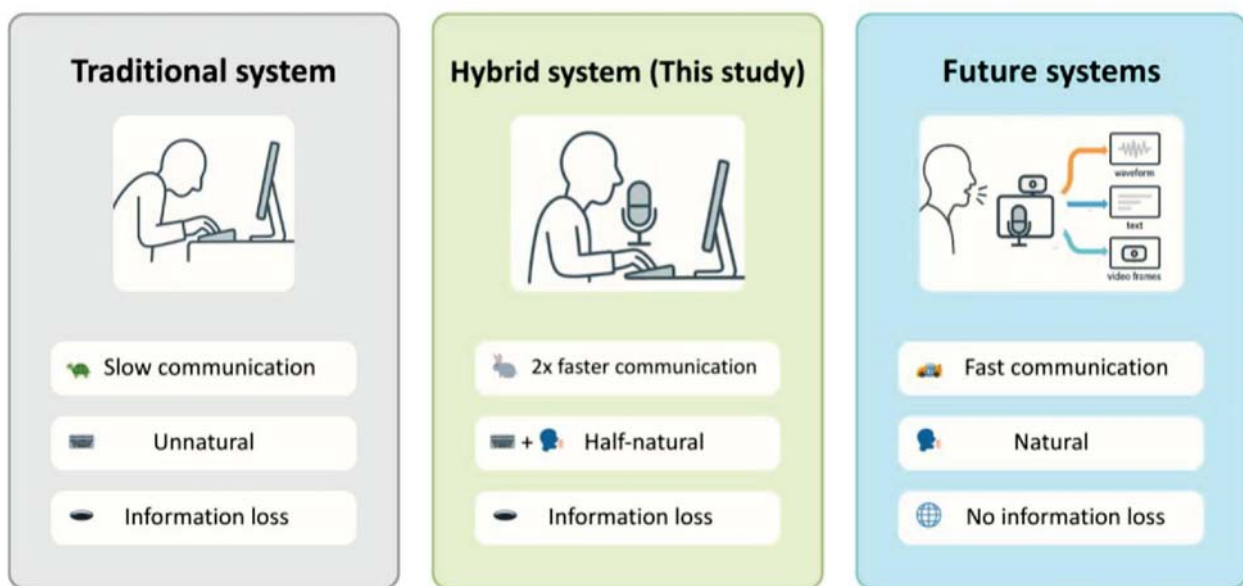 Traditional system
Slow communication
Unnatural
Information loss
Hybrid system (This study)
2x faster communication
+
Half-natural
Information loss
Future systems
waveform
text
video frames
Fast communication
Natural
No information loss